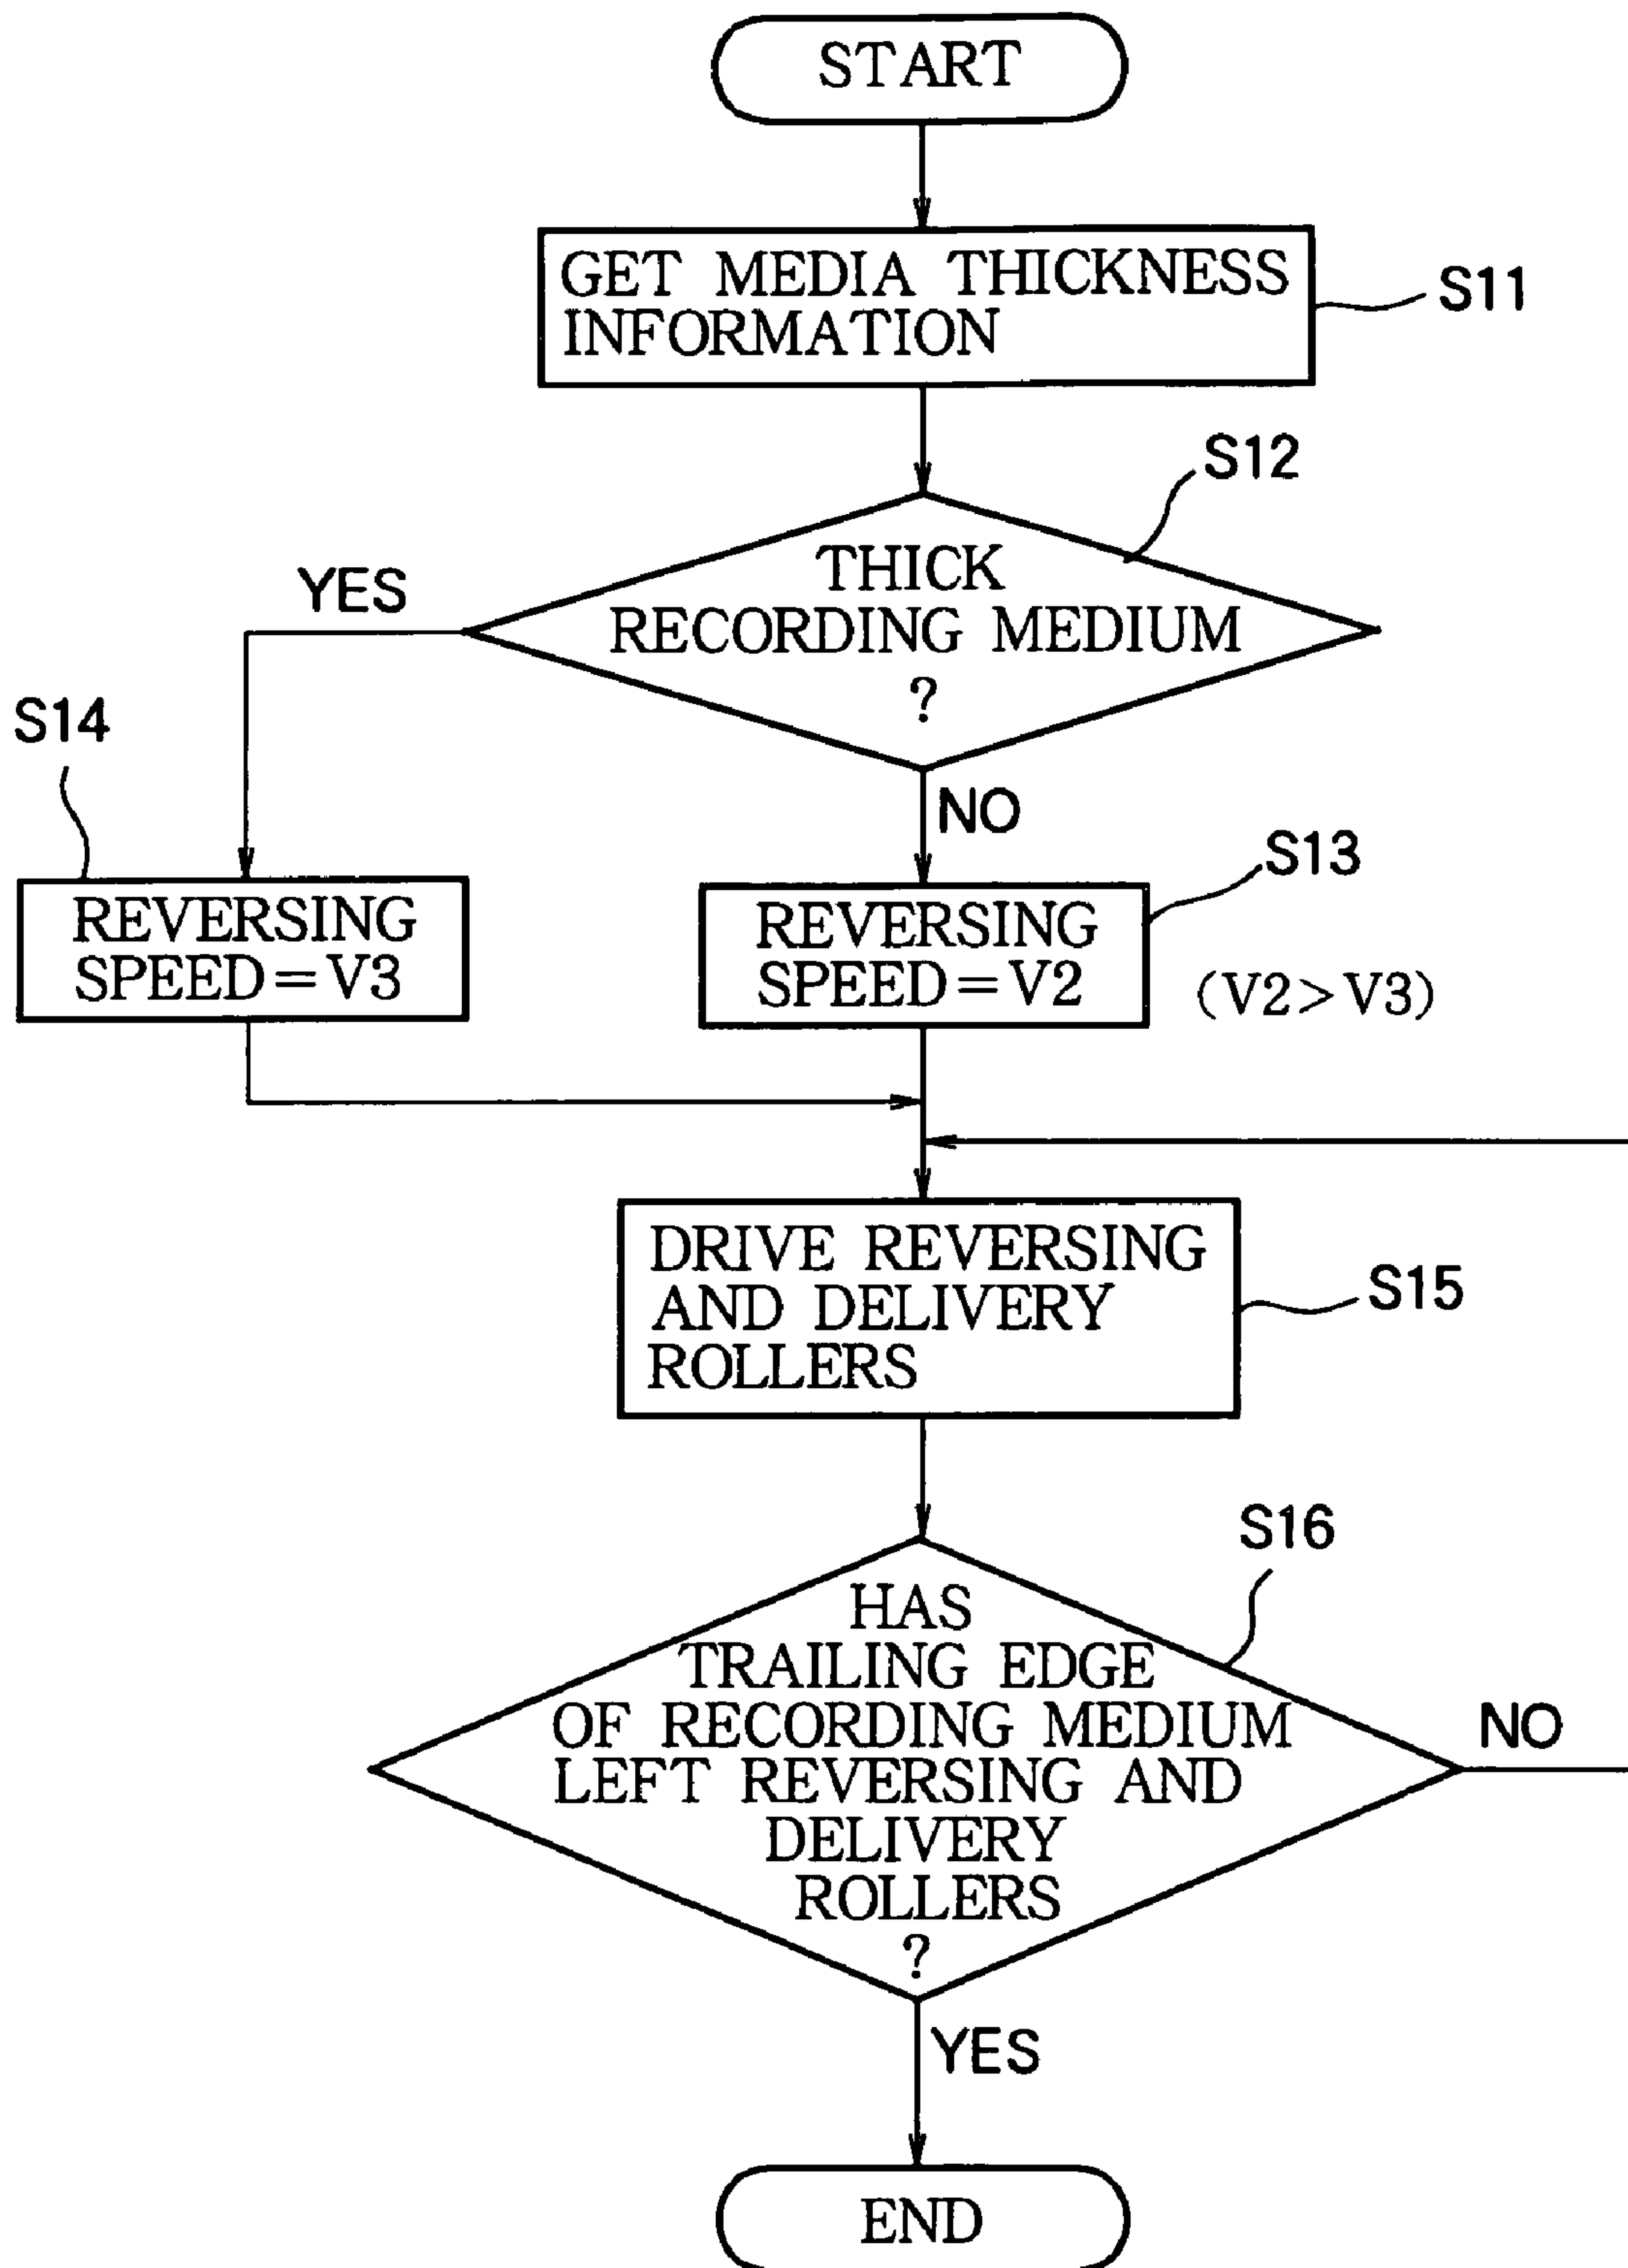 START
GET MEDIA THICKNESS
INFORMATION
S11
S12
THICK
RECORDING MEDIUM
?
YES
NO
S14
REVERSING
SPEED=V3
S13
REVERSING
SPEED=V2
(V2>V3)
DRIVE REVERSING
AND DELIVERY
ROLLERS
S15
S16
HAS
TRAILING EDGE
OF RECORDING MEDIUM
LEFT REVERSING AND
DELIVERY
ROLLERS
?
NO
YES
END